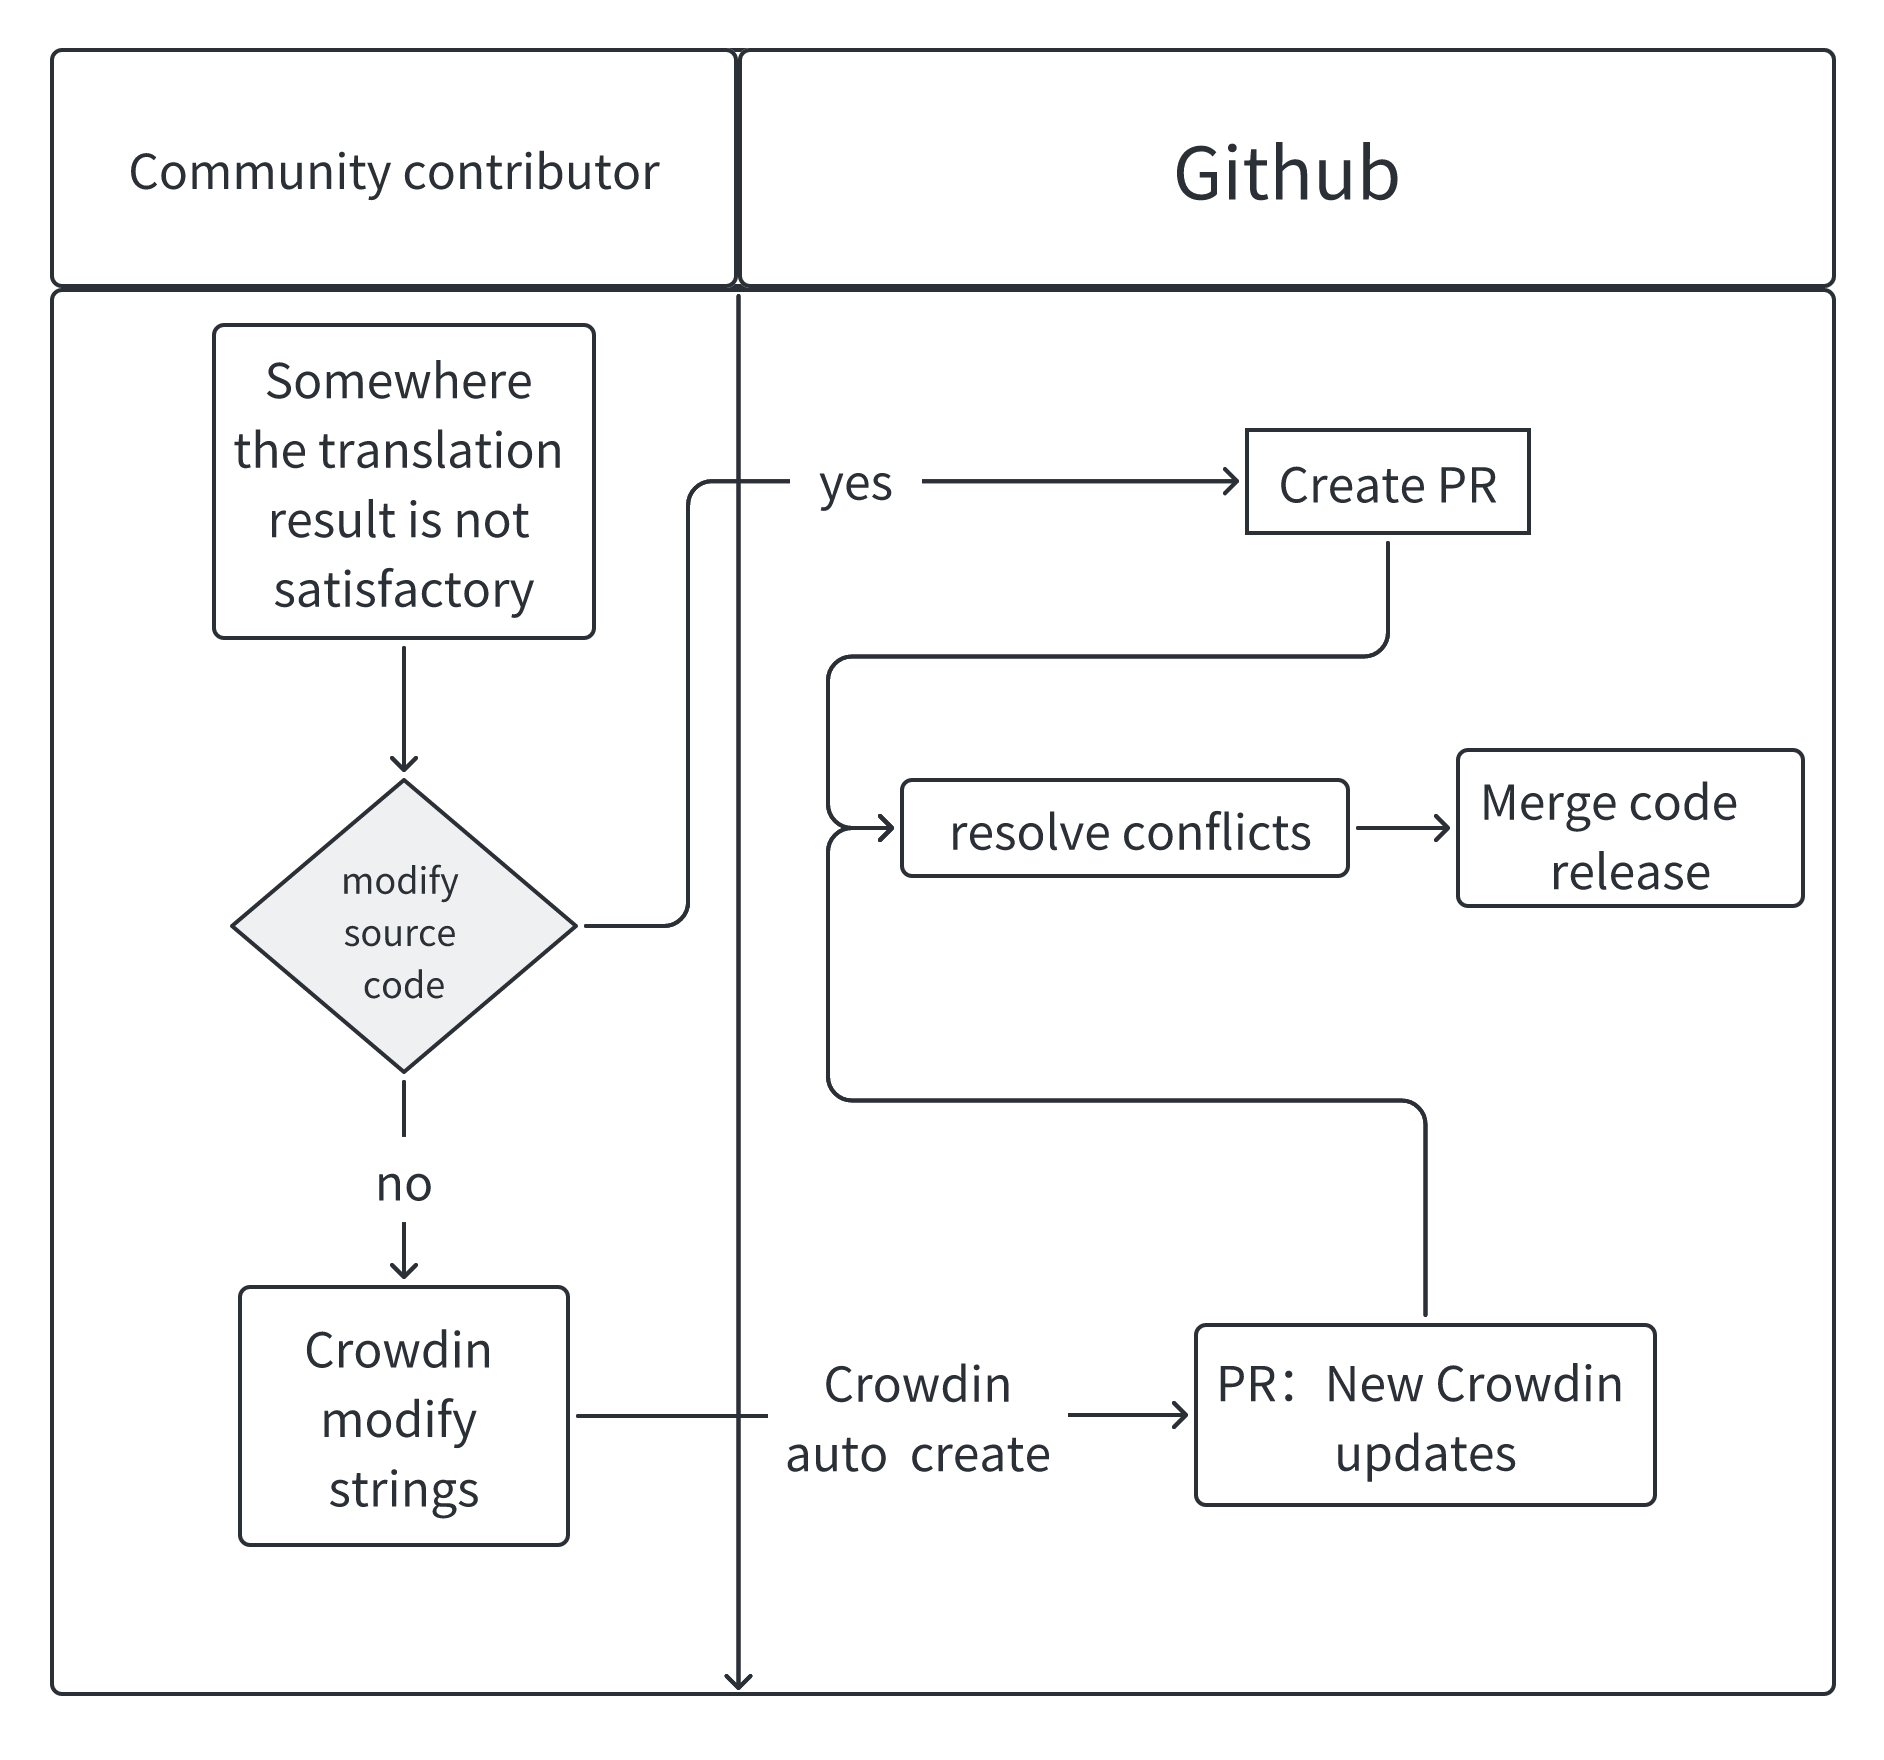 Community contributor
Github
Somewhere
the translation
result is not
satisfactory
yes
Create PR
modify
source
code
resolve conflicts
Merge code
release
no
Crowdin
modify
strings
Crowdin
auto create
PR：New Crowdin
updates